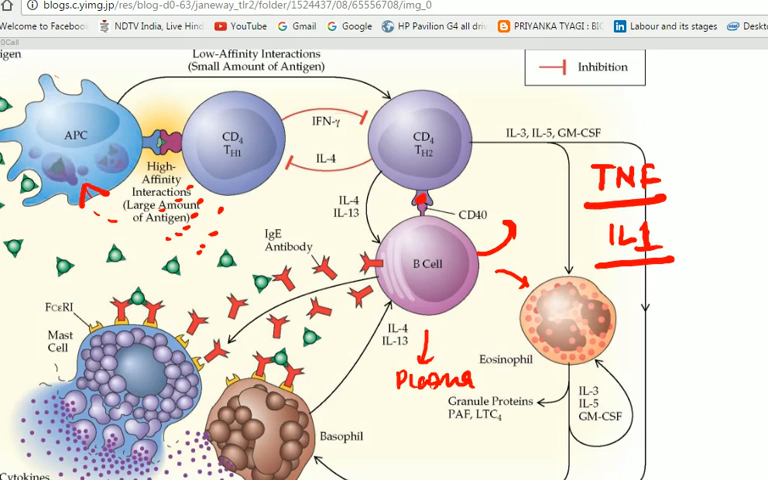 blogs.c.yimg.jp/res/blog-d0-63/janeway_tlr2/folder/1524437/08/65556708/img_0
Welcome to Facebook NDTV India, Live Hind YouTube Gmail Google HP Pavilion G4 all driv PRIYANKA TYAGI : BIO Labour and its stages Deskto
Low-Affinity Interactions
(Small Amount of Antigen)
Inhibition
APC
CD4
TH1
IFN-γ
IL-4
CD4
TH2
IL-3, IL-5, GM-CSF
TNF
IL1
High-
Affinity
Interactions
(Large Amount
of Antigen)
IL-4
IL-13
CD40
IgE
Antibody
B Cell
FCεRI
Mast
Cell
IL-4
IL-13
Plasma
Eosinophil
Granule Proteins
PAF, LTC4
IL-3
IL-5
GM-CSF
Basophil
Cytokines